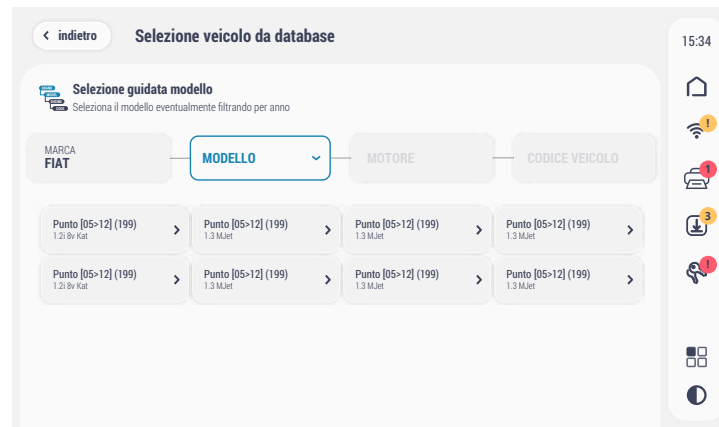 indietro
Selezione veicolo da database
15:34
Selezione guidata modello
Seleziona il modello eventualmente filtrando per anno
MARCA
FIAT
MODELLO
MOTORE
CODICE VEICOLO
!
1
3
!
Punto [05>12] (199)
1.2i 8v Kat
Punto [05>12] (199)
1.3 MJet
Punto [05>12] (199)
1.3 MJet
Punto [05>12] (199)
1.3 MJet
Punto [05>12] (199)
1.2i 8v Kat
Punto [05>12] (199)
1.3 MJet
Punto [05>12] (199)
1.3 MJet
Punto [05>12] (199)
1.3 MJet